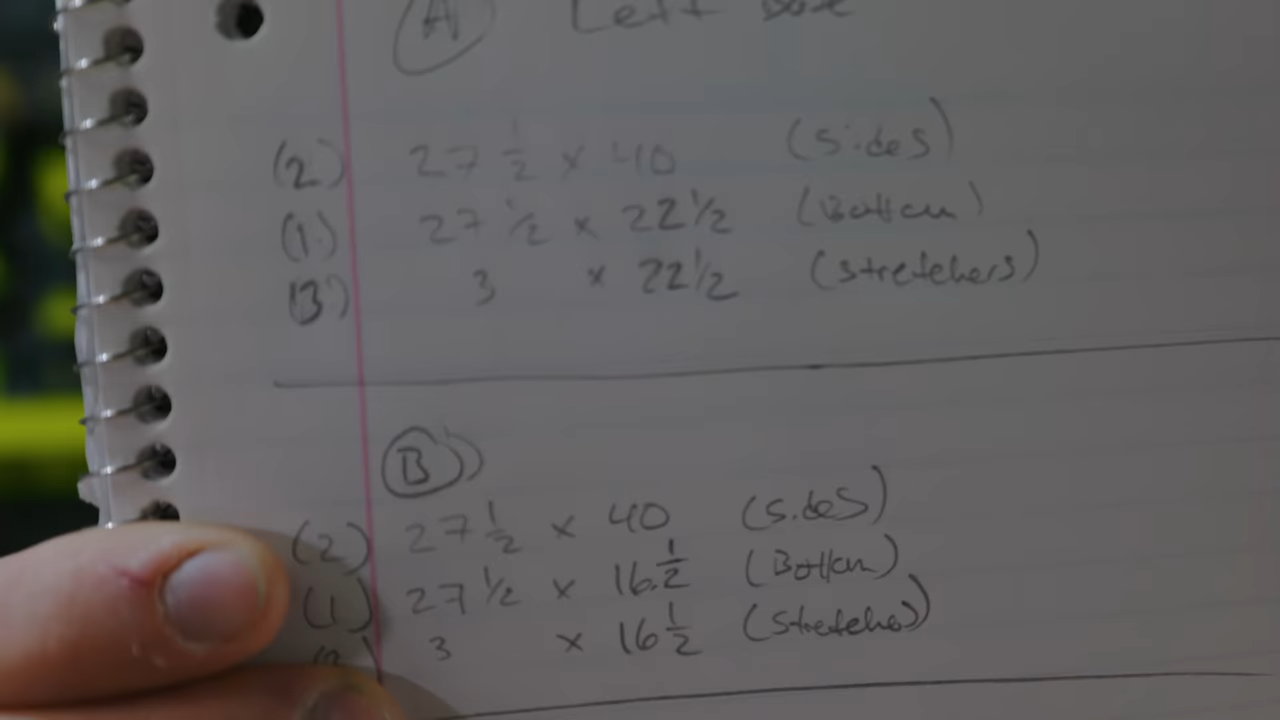 (A) Left Box
(2) 27 1/2 x 40 (sides)
(1) 27 1/2 x 22 1/2 (Bottom)
(3) 3 x 22 1/2 (stretchers)
(B)
(2) 27 1/2 x 40 (sides)
(1) 27 1/2 x 16 1/2 (Bottom)
3 x 16 1/2 (stretches)